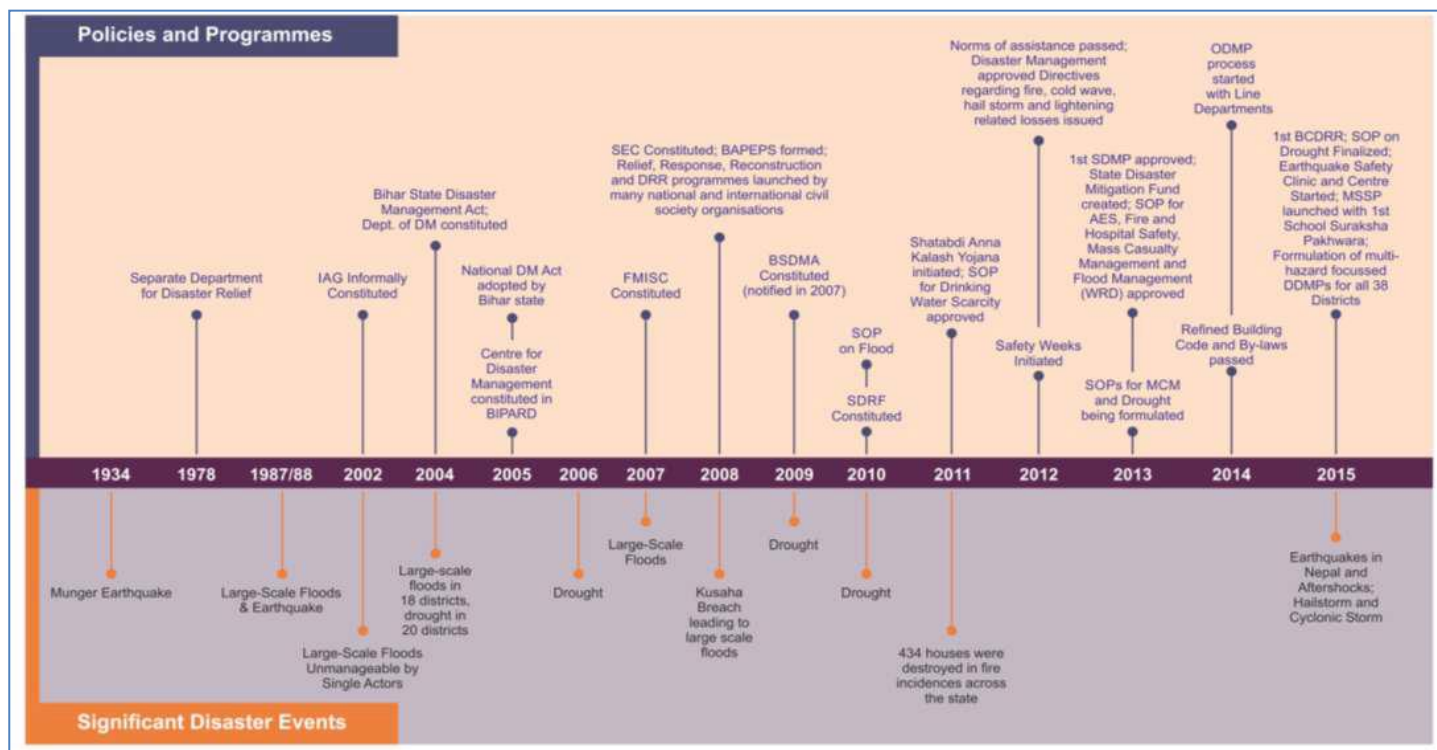 Policies and Programmes
Separate Department
for Disaster Relief
IAG Informally
Constituted
Bihar State Disaster
Management Act;
Dept. of DM constituted
National DM Act
adopted by
Bihar state
Centre for
Disaster
Management
constituted in
BIPARD
FMISC
Constituted
SEC Constituted; BAPEPS formed;
Relief, Response, Reconstruction
and DRR programmes launched by
many national and international civil
society organisations
BSDMA
Constituted
(notified in 2007)
SOP
on Flood
SDRF
Constituted
Shatabdi Anna
Kalash Yojana
initiated; SOP
for Drinking
Water Scarcity
approved
Norms of assistance passed;
Disaster Management
approved Directives
regarding fire, cold wave,
hail storm and lightening
related losses issued
Safety Weeks
Initiated
1st SDMP approved;
State Disaster
Mitigation Fund
created; SOP for
AES, Fire and
Hospital Safety,
Mass Casualty
Management and
Flood Management
(WRD) approved
SOPs for MCM
and Drought
being formulated
ODMP
process
started
with Line
Departments
Refined Building
Code and By-laws
passed
1st BCDRR; SOP on
Drought Finalized;
Earthquake Safety
Clinic and Centre
Started; MSSP
launched with 1st
School Suraksha
Pakhwara;
Formulation of multi-
hazard focussed
DDMPs for all 38
Districts
1934 1978 1987/88 2002 2004 2005 2006 2007 2008 2009 2010 2011 2012 2013 2014 2015
Munger Earthquake
Large-Scale Floods
& Earthquake
Large-Scale Floods
Unmanageable by
Single Actors
Large-scale
floods in
18 districts,
drought in
20 districts
Drought
Large-Scale
Floods
Kusaha
Breach
leading to
large scale
floods
Drought
Drought
434 houses were
destroyed in fire
incidences across
the state
Earthquakes in
Nepal and
Aftershocks;
Hailstorm and
Cyclonic Storm
Significant Disaster Events